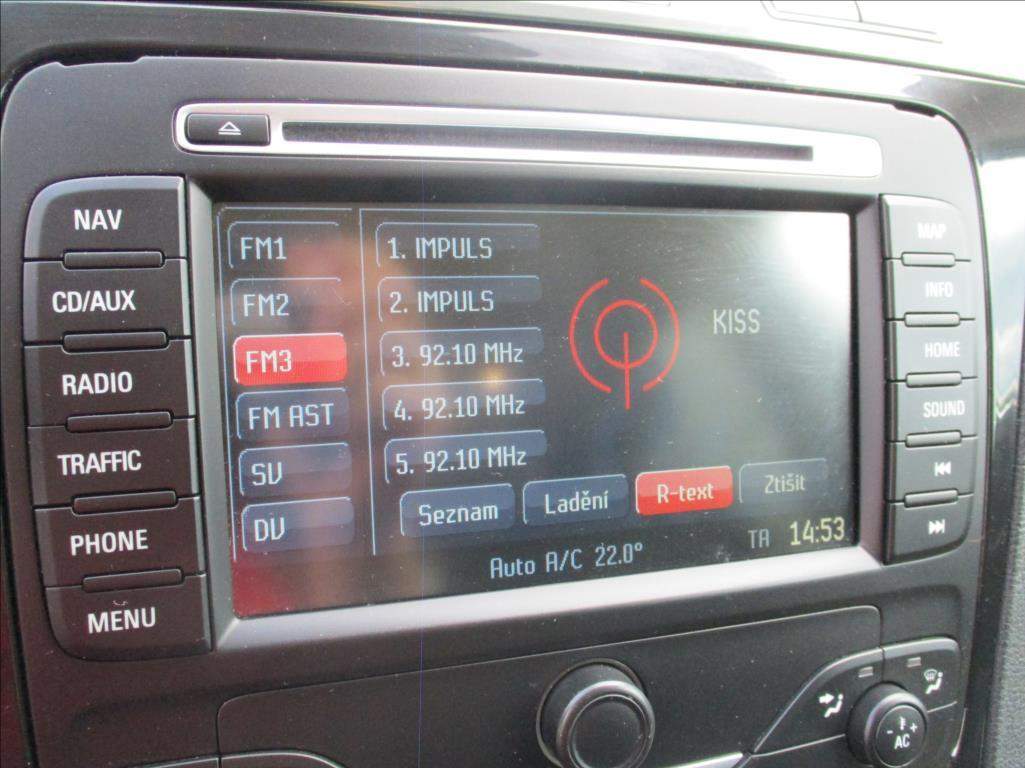 NAV
CD/AUX
RADIO
TRAFFIC
PHONE
MENU
FM1
FM2
FM3
FM AST
SV
DV
1. IMPULS
2. IMPULS
3. 92.10 MHz
4. 92.10 MHz
5. 92.10 MHz
KISS
Seznam
Ladění
R-text
Ztišit
Auto A/C 22.0°
TA 14:53
MAP
INFO
HOME
SOUND
- +
AC